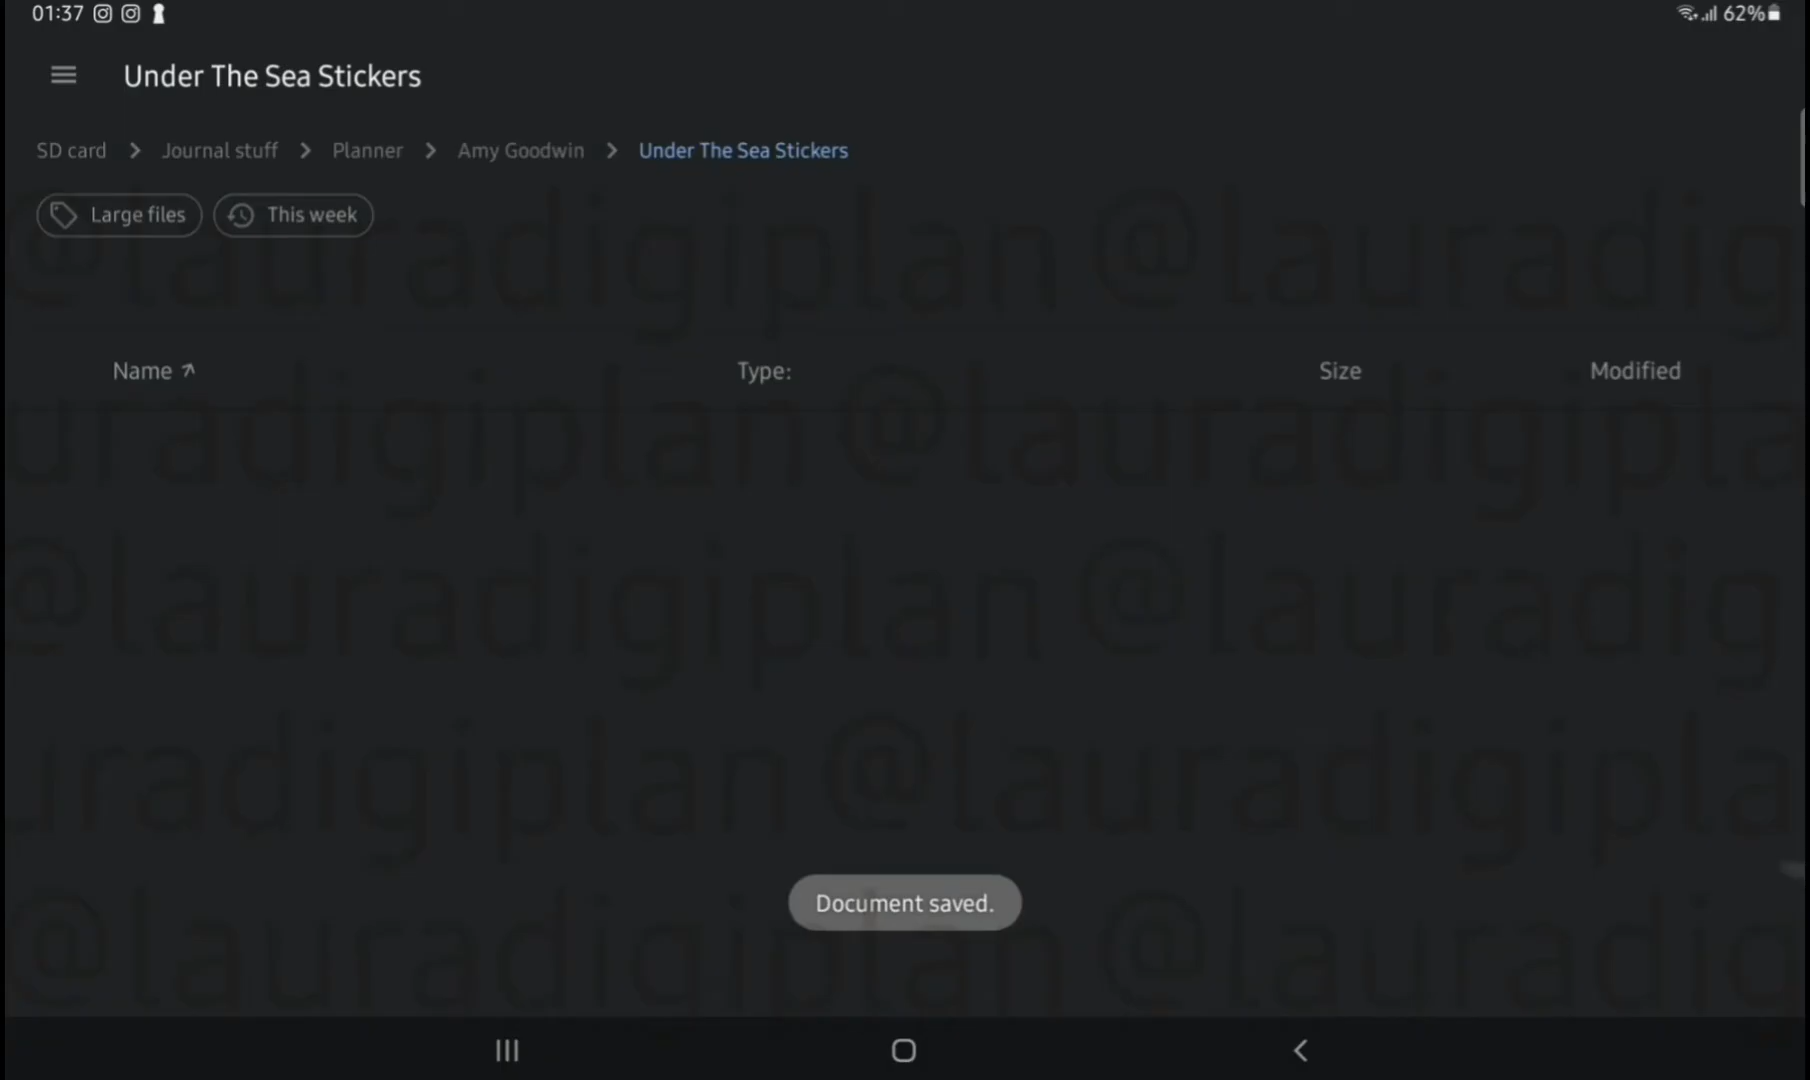 01:37 62%
Under The Sea Stickers
SD card > Journal stuff > Planner > Amy Goodwin > Under The Sea Stickers
Large files This week
@lauradigiplan @lauradig
Name Type: Size Modified
uradigiplan @lauradigipla
@lauradigiplan @lauradig
uradigiplan @lauradigipla
Document saved.
@lauradigiplan @lauradig